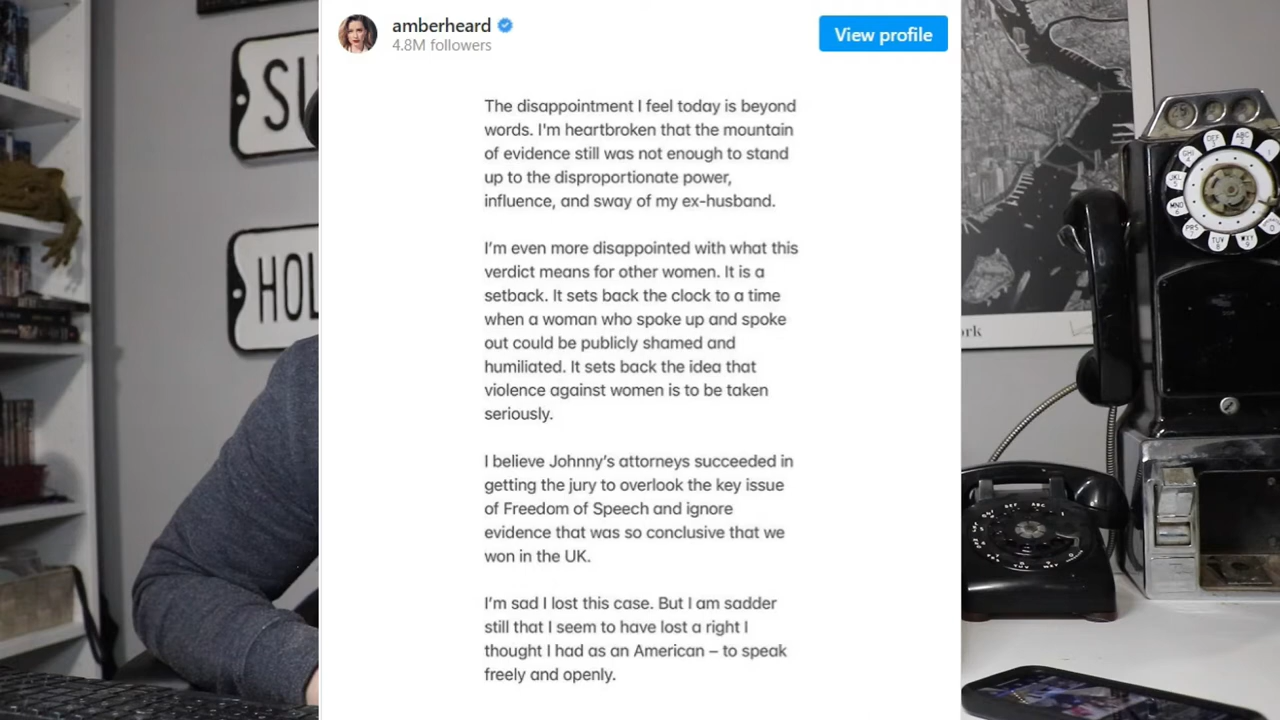 amberheard
4.8M followers
View profile
The disappointment I feel today is beyond
words. I'm heartbroken that the mountain
of evidence still was not enough to stand
up to the disproportionate power,
influence, and sway of my ex-husband.
I'm even more disappointed with what this
verdict means for other women. It is a
setback. It sets back the clock to a time
when a woman who spoke up and spoke
out could be publicly shamed and
humiliated. It sets back the idea that
violence against women is to be taken
seriously.
I believe Johnny's attorneys succeeded in
getting the jury to overlook the key issue
of Freedom of Speech and ignore
evidence that was so conclusive that we
won in the UK.
I'm sad I lost this case. But I am sadder
still that I seem to have lost a right I
thought I had as an American – to speak
freely and openly.
SU
HOL
ork